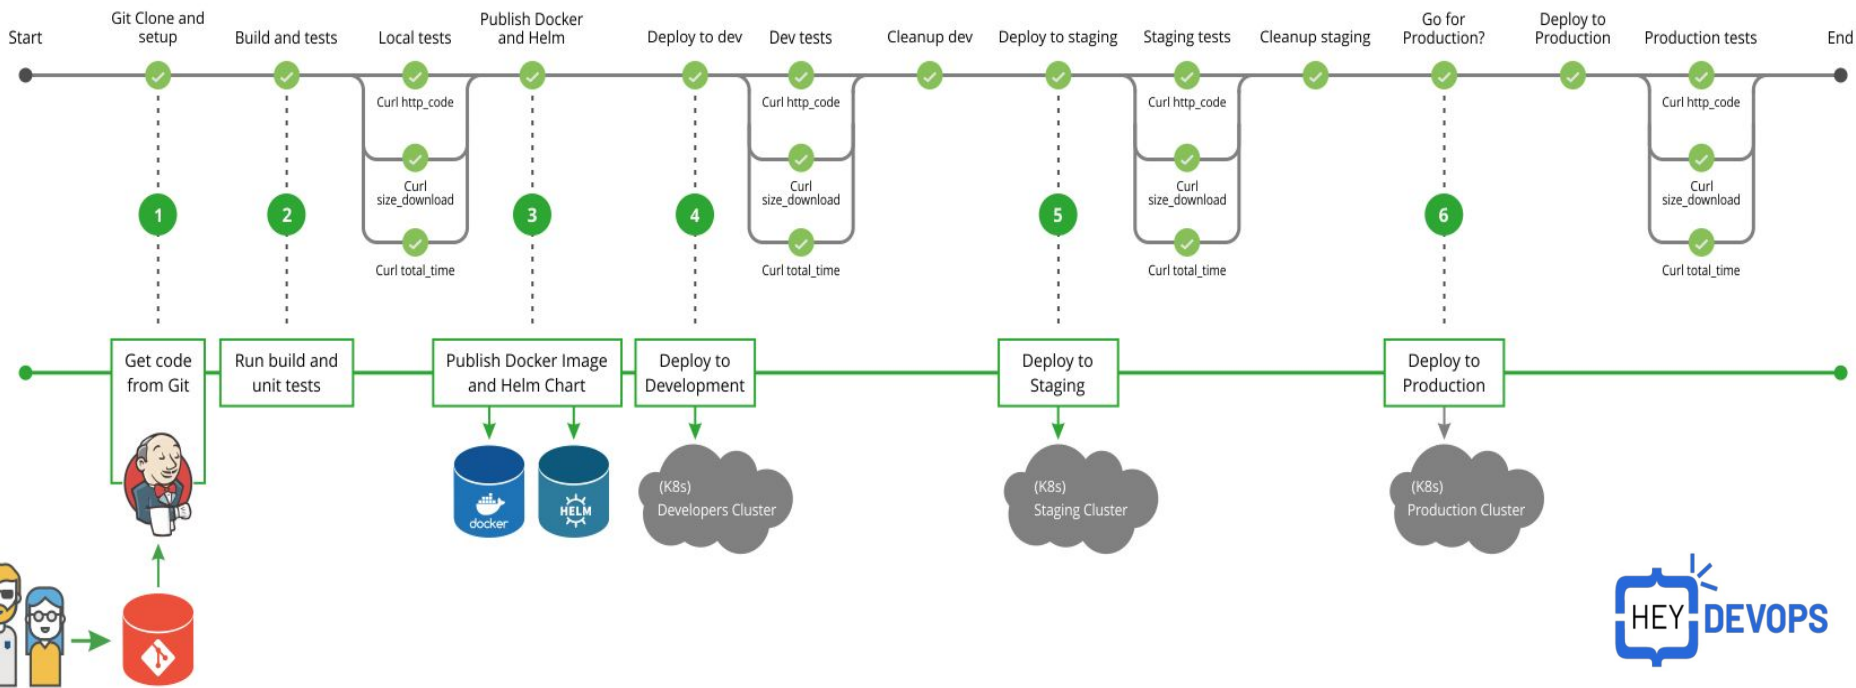 Start
Git Clone and
setup
Build and tests
Local tests
Publish Docker
and Helm
Deploy to dev
Dev tests
Cleanup dev
Deploy to staging
Staging tests
Cleanup staging
Go for
Production?
Deploy to
Production
Production tests
End
Curl http_code
Curl
size_download
Curl total_time
Curl http_code
Curl
size_download
Curl total_time
Curl http_code
Curl
size_download
Curl total_time
Curl http_code
Curl
size_download
Curl total_time
1
2
3
4
5
6
Get code
from Git
Run build and
unit tests
Publish Docker Image
and Helm Chart
Deploy to
Development
Deploy to
Staging
Deploy to
Production
docker
HELM
(K8s)
Developers Cluster
(K8s)
Staging Cluster
(K8s)
Production Cluster
HEY DEVOPS